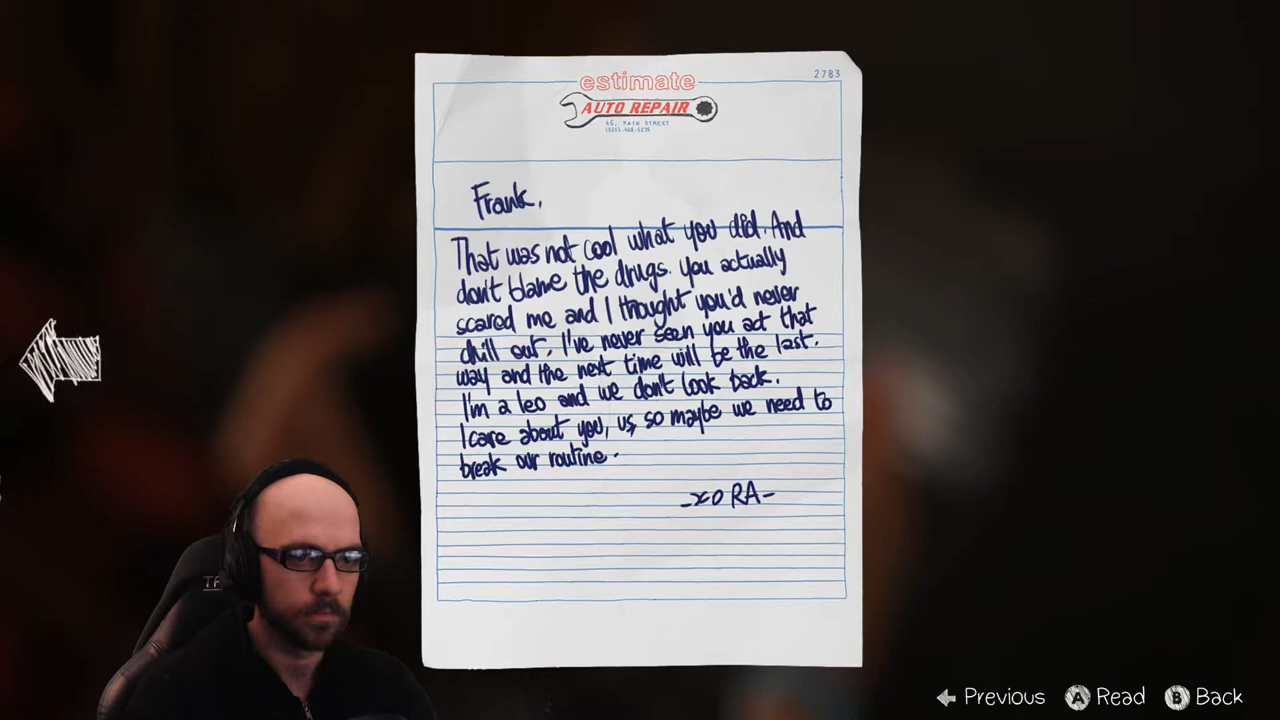 2783
estimate
AUTO REPAIR
Frank,
That was not cool what you did. And
don't blame the drugs. You actually
scared me and I thought you'd never
chill out. I've never seen you act that
way and the next time will be the last.
I'm a leo and we don't look back.
I care about you, us, so maybe we need to
break our routine.
-xo RA-
Previous
A Read
B Back